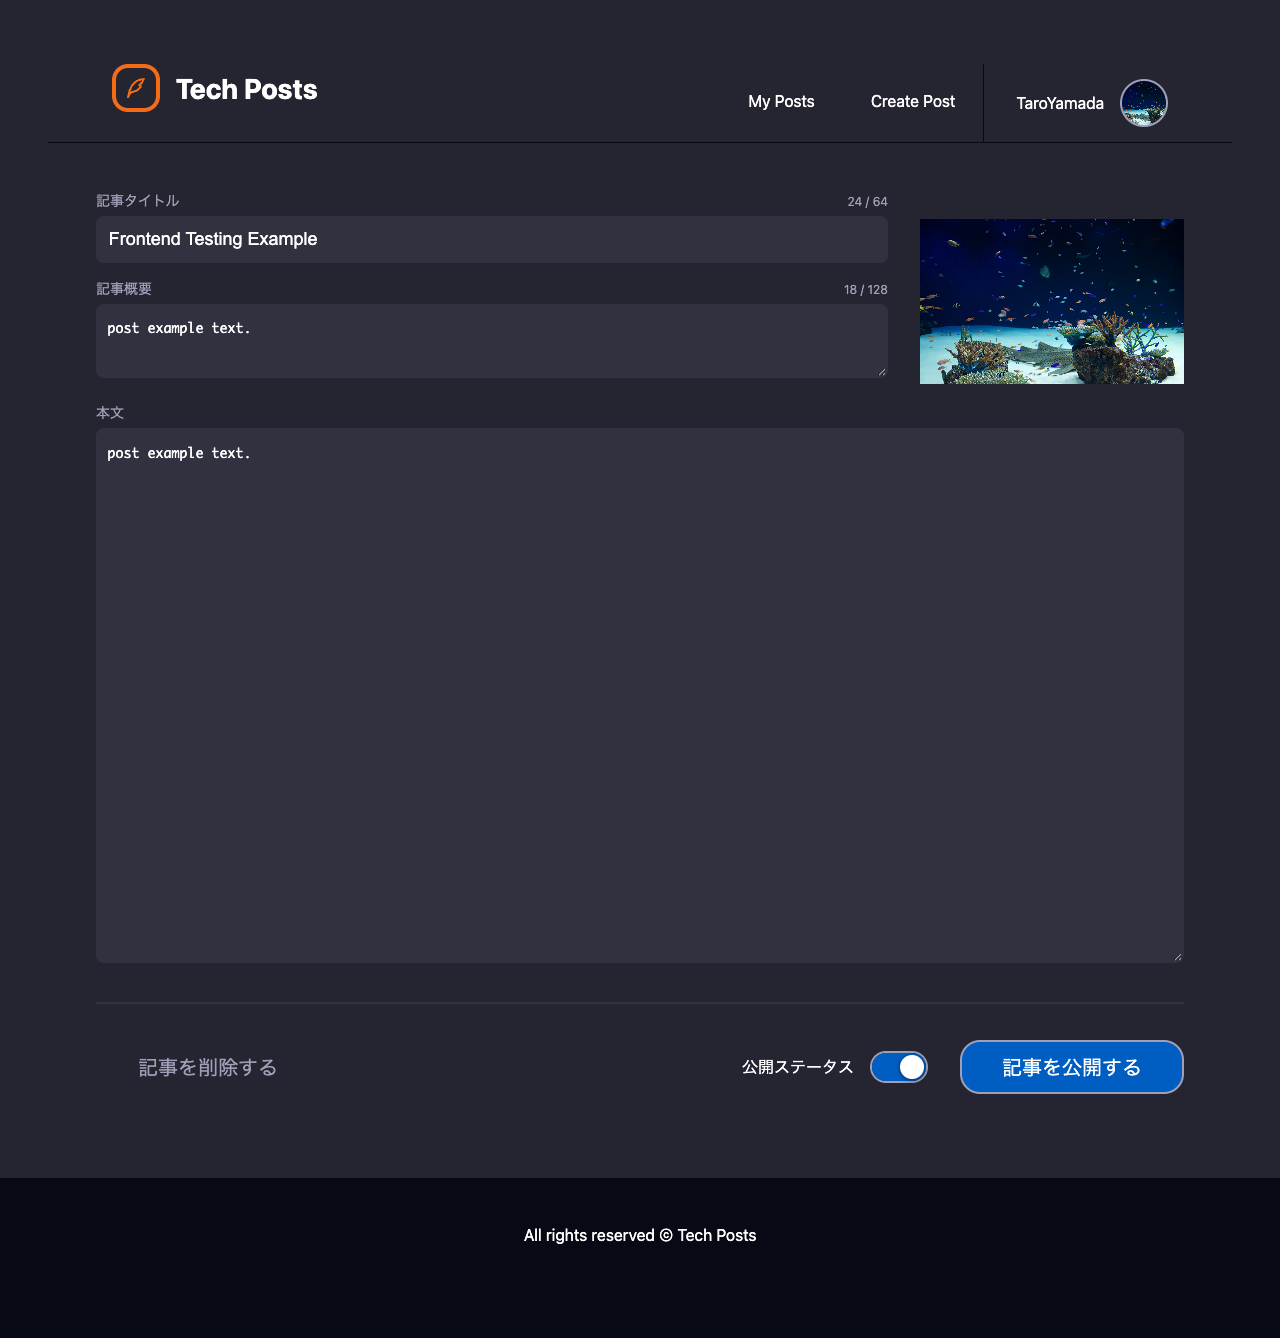 Tech Posts
My Posts
Create Post
TaroYamada
記事タイトル
24 / 64
Frontend Testing Example
記事概要
18 / 128
post example text.
本文
post example text.
記事を削除する
公開ステータス
記事を公開する
All rights reserved © Tech Posts